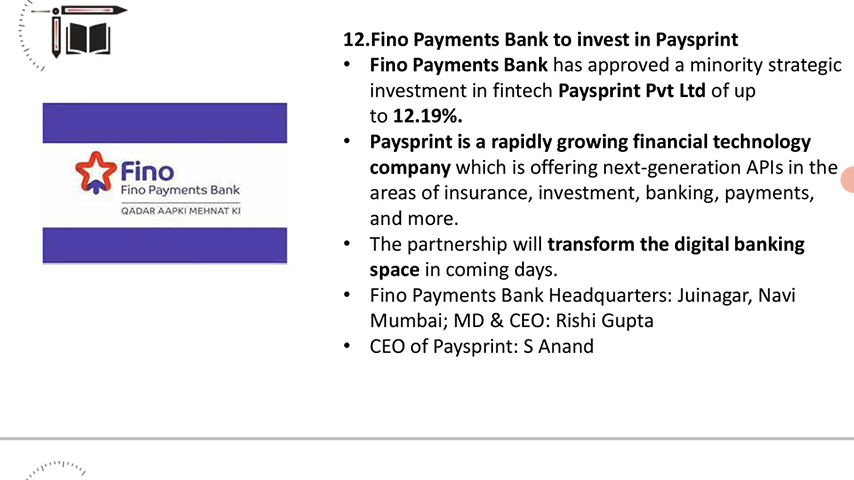 Fino
Fino Payments Bank
QADAR AAPKI MEHNAT KI
12.Fino Payments Bank to invest in Paysprint
• Fino Payments Bank has approved a minority strategic
investment in fintech Paysprint Pvt Ltd of up
to 12.19%.
• Paysprint is a rapidly growing financial technology
company which is offering next-generation APIs in the
areas of insurance, investment, banking, payments,
and more.
• The partnership will transform the digital banking
space in coming days.
• Fino Payments Bank Headquarters: Juinagar, Navi
Mumbai; MD & CEO: Rishi Gupta
• CEO of Paysprint: S Anand